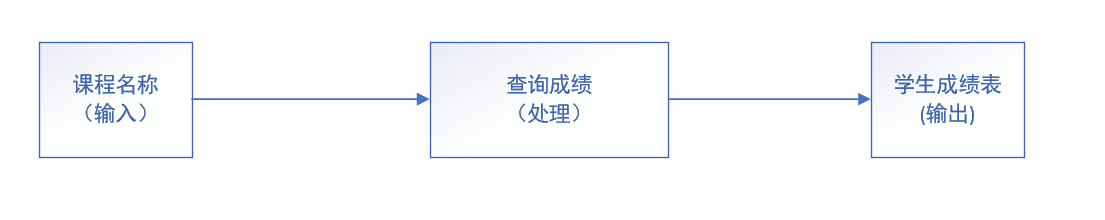 课程名称
（输入）
查询成绩
（处理）
学生成绩表
(输出)